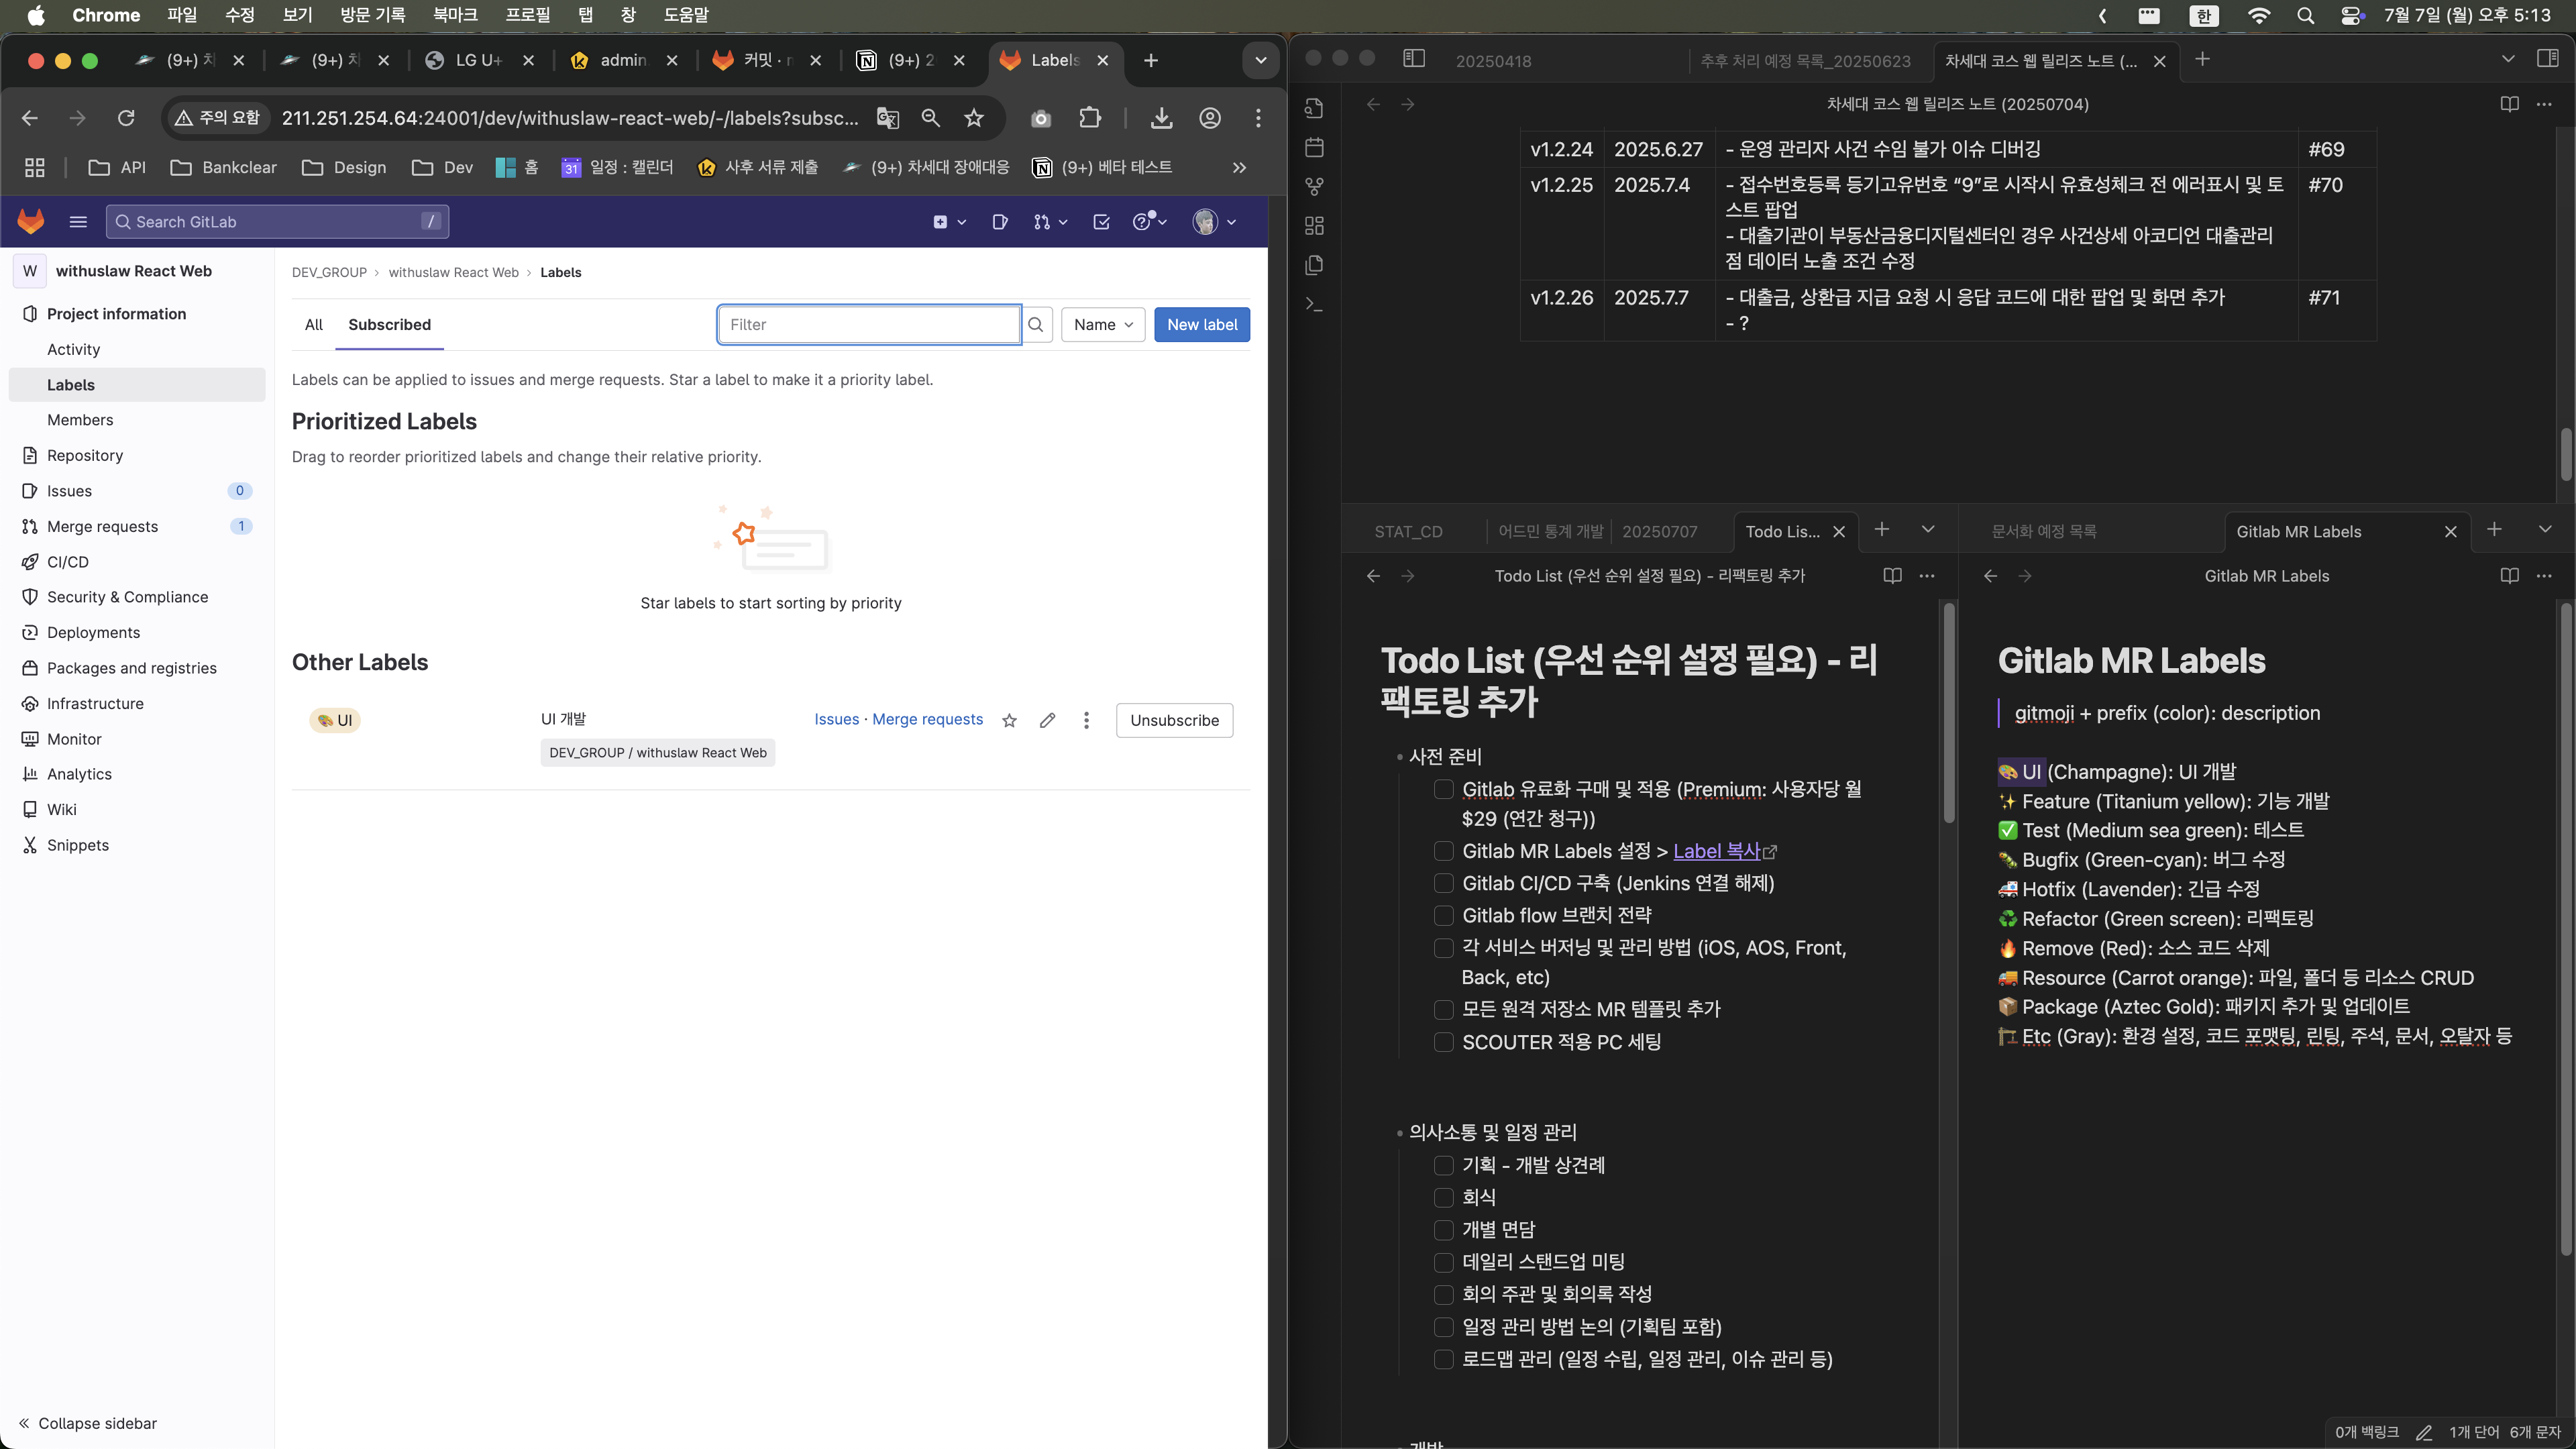 Chrome 파일 수정 보기 방문 기록 북마크 프로필 탭 창 도움말
한 7월 7일 (월) 오후 5:13
(9+) (9+) LG U+ admin 커밋 · (9+) 2 Labels
주의 요함 211.251.254.64:24001/dev/withuslaw-react-web/-/labels?subsc...
API Bankclear Design Dev 홈 31 일정 : 캘린더 사후 서류 제출 (9+) 차세대 장애대응 (9+) 베타 테스트
Search GitLab /
W withuslaw React Web
Project information
Activity
Labels
Members
Repository
Issues 0
Merge requests 1
CI/CD
Security & Compliance
Deployments
Packages and registries
Infrastructure
Monitor
Analytics
Wiki
Snippets
Collapse sidebar
DEV_GROUP > withuslaw React Web > Labels
All Subscribed Filter Name New label
Labels can be applied to issues and merge requests. Star a label to make it a priority label.
Prioritized Labels
Drag to reorder prioritized labels and change their relative priority.
Star labels to start sorting by priority
Other Labels
🎨 UI UI 개발 Issues · Merge requests Unsubscribe
DEV_GROUP / withuslaw React Web
20250418 추후 처리 예정 목록_20250623 차세대 코스 웹 릴리즈 노트 (...
차세대 코스 웹 릴리즈 노트 (20250704)
v1.2.24 2025.6.27 - 운영 관리자 사건 수임 불가 이슈 디버깅 #69
v1.2.25 2025.7.4 - 접수번호등록 등기고유번호 “9”로 시작시 유효성체크 전 에러표시 및 토 #70
스트 팝업
- 대출기관이 부동산금융디지털센터인 경우 사건상세 아코디언 대출관리
점 데이터 노출 조건 수정
v1.2.26 2025.7.7 - 대출금, 상환급 지급 요청 시 응답 코드에 대한 팝업 및 화면 추가 #71
- ?
STAT_CD 어드민 통계 개발 20250707 Todo Lis...
Todo List (우선 순위 설정 필요) - 리팩토링 추가
Todo List (우선 순위 설정 필요) - 리
팩토링 추가
사전 준비
Gitlab 유료화 구매 및 적용 (Premium: 사용자당 월
$29 (연간 청구))
Gitlab MR Labels 설정 > Label 복사
Gitlab CI/CD 구축 (Jenkins 연결 해제)
Gitlab flow 브랜치 전략
각 서비스 버저닝 및 관리 방법 (iOS, AOS, Front,
Back, etc)
모든 원격 저장소 MR 템플릿 추가
SCOUTER 적용 PC 세팅
의사소통 및 일정 관리
기획 - 개발 상견례
회식
개별 면담
데일리 스탠드업 미팅
회의 주관 및 회의록 작성
일정 관리 방법 논의 (기획팀 포함)
로드맵 관리 (일정 수립, 일정 관리, 이슈 관리 등)
개발
문서화 예정 목록 Gitlab MR Labels
Gitlab MR Labels
Gitlab MR Labels
gitmoji + prefix (color): description
🎨 UI (Champagne): UI 개발
✨ Feature (Titanium yellow): 기능 개발
✅ Test (Medium sea green): 테스트
🐛 Bugfix (Green-cyan): 버그 수정
🚑 Hotfix (Lavender): 긴급 수정
♻️ Refactor (Green screen): 리팩토링
🔥 Remove (Red): 소스 코드 삭제
🚚 Resource (Carrot orange): 파일, 폴더 등 리소스 CRUD
📦 Package (Aztec Gold): 패키지 추가 및 업데이트
🏗️ Etc (Gray): 환경 설정, 코드 포맷팅, 린팅, 주석, 문서, 오탈자 등
0개 백링크 1개 단어 6개 문자